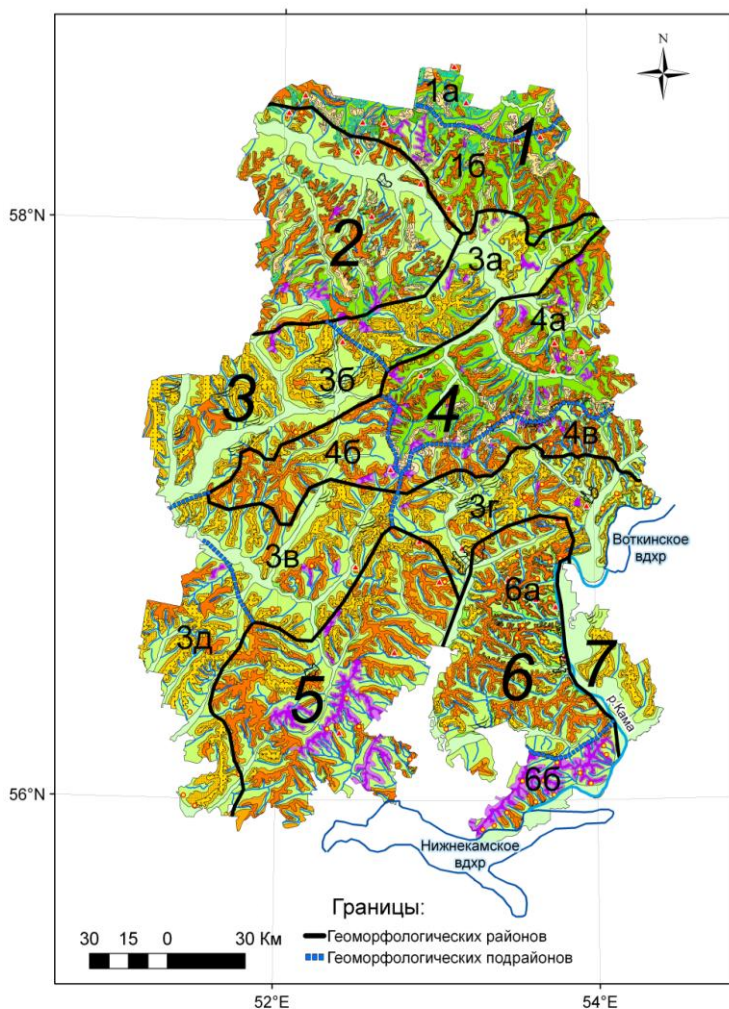 N
58°N
56°N
52°E
54°E
1а
1
1б
2
3а
4а
3б
3
4
4б
4в
3г
Воткинское
вдхр
3в
6а
3д
7
6
5
р.Кама
6б
Нижнекамское
вдхр
Границы:
30 15 0 30 Км
Геоморфологических районов
Геоморфологических подрайонов